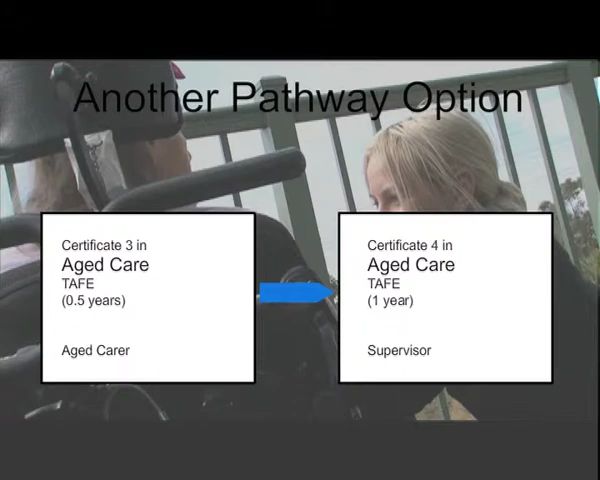 Another Pathway Option
Certificate 3 in
Aged Care
TAFE
(0.5 years)
Aged Carer
Certificate 4 in
Aged Care
TAFE
(1 year)
Supervisor